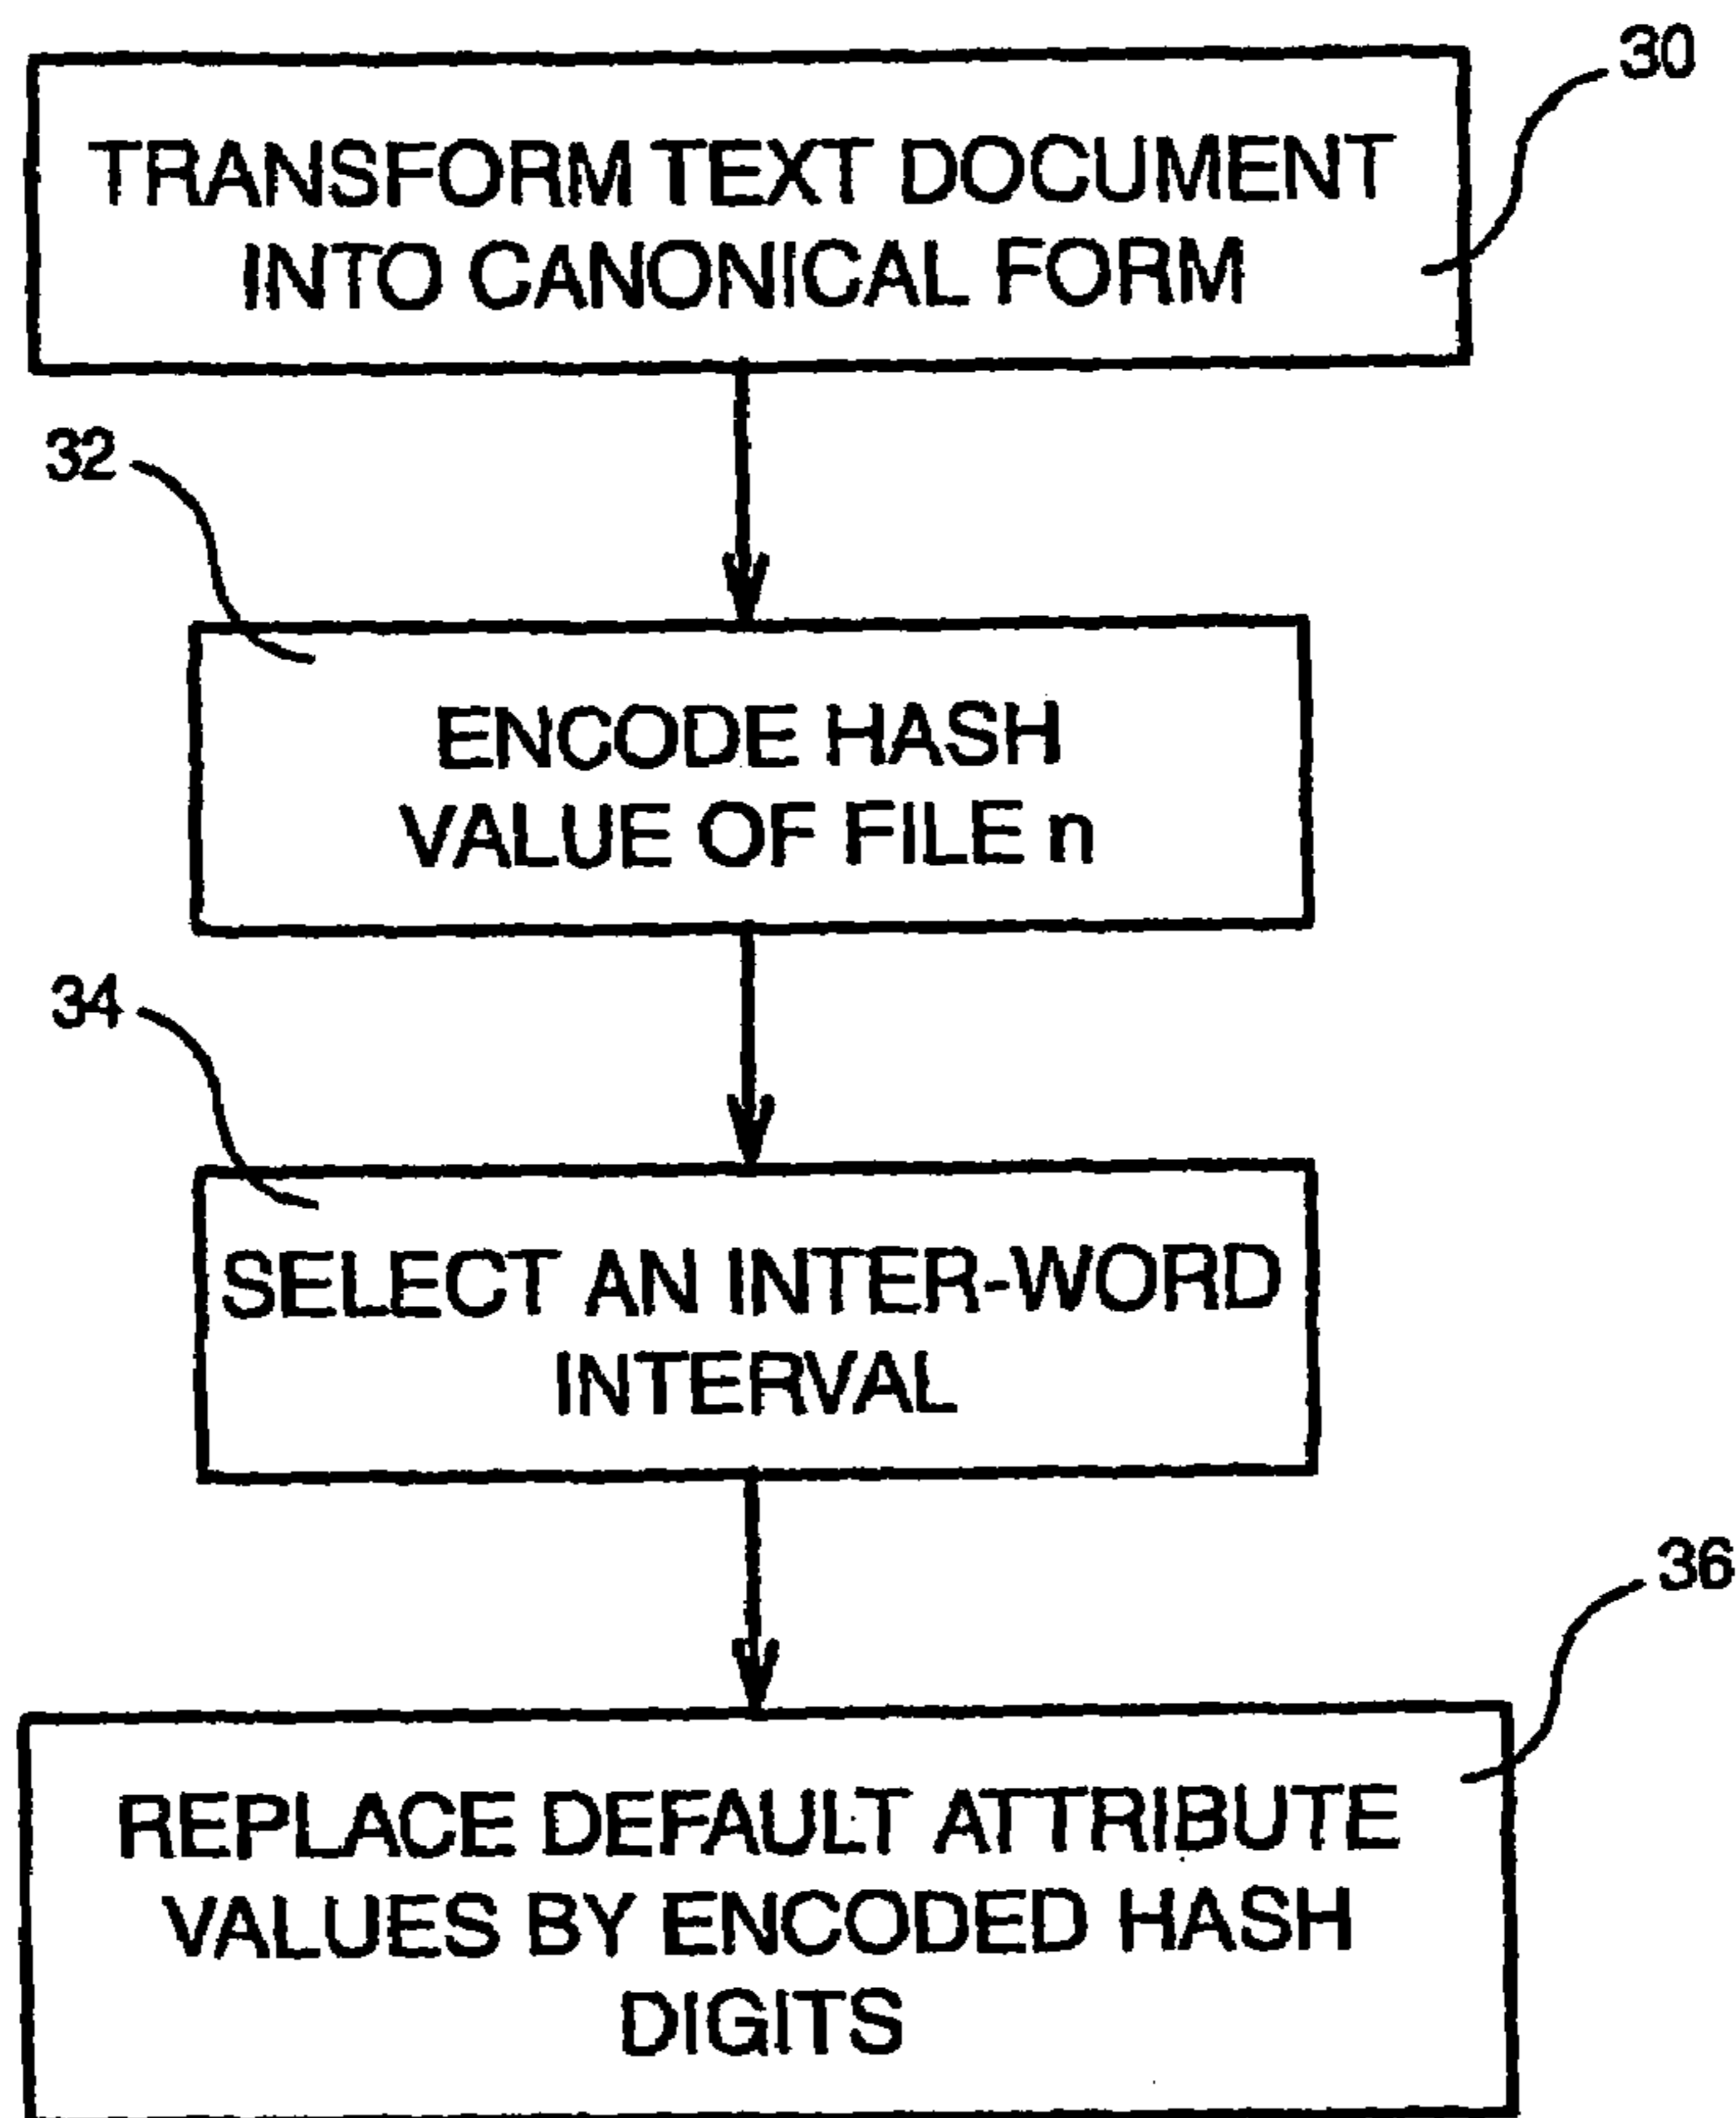 30
TRANSFORM TEXT DOCUMENT
INTO CANONICAL FORM
32
ENCODE HASH
VALUE OF FILE n
34
SELECT AN INTER-WORD
INTERVAL
36
REPLACE DEFAULT ATTRIBUTE
VALUES BY ENCODED HASH
DIGITS